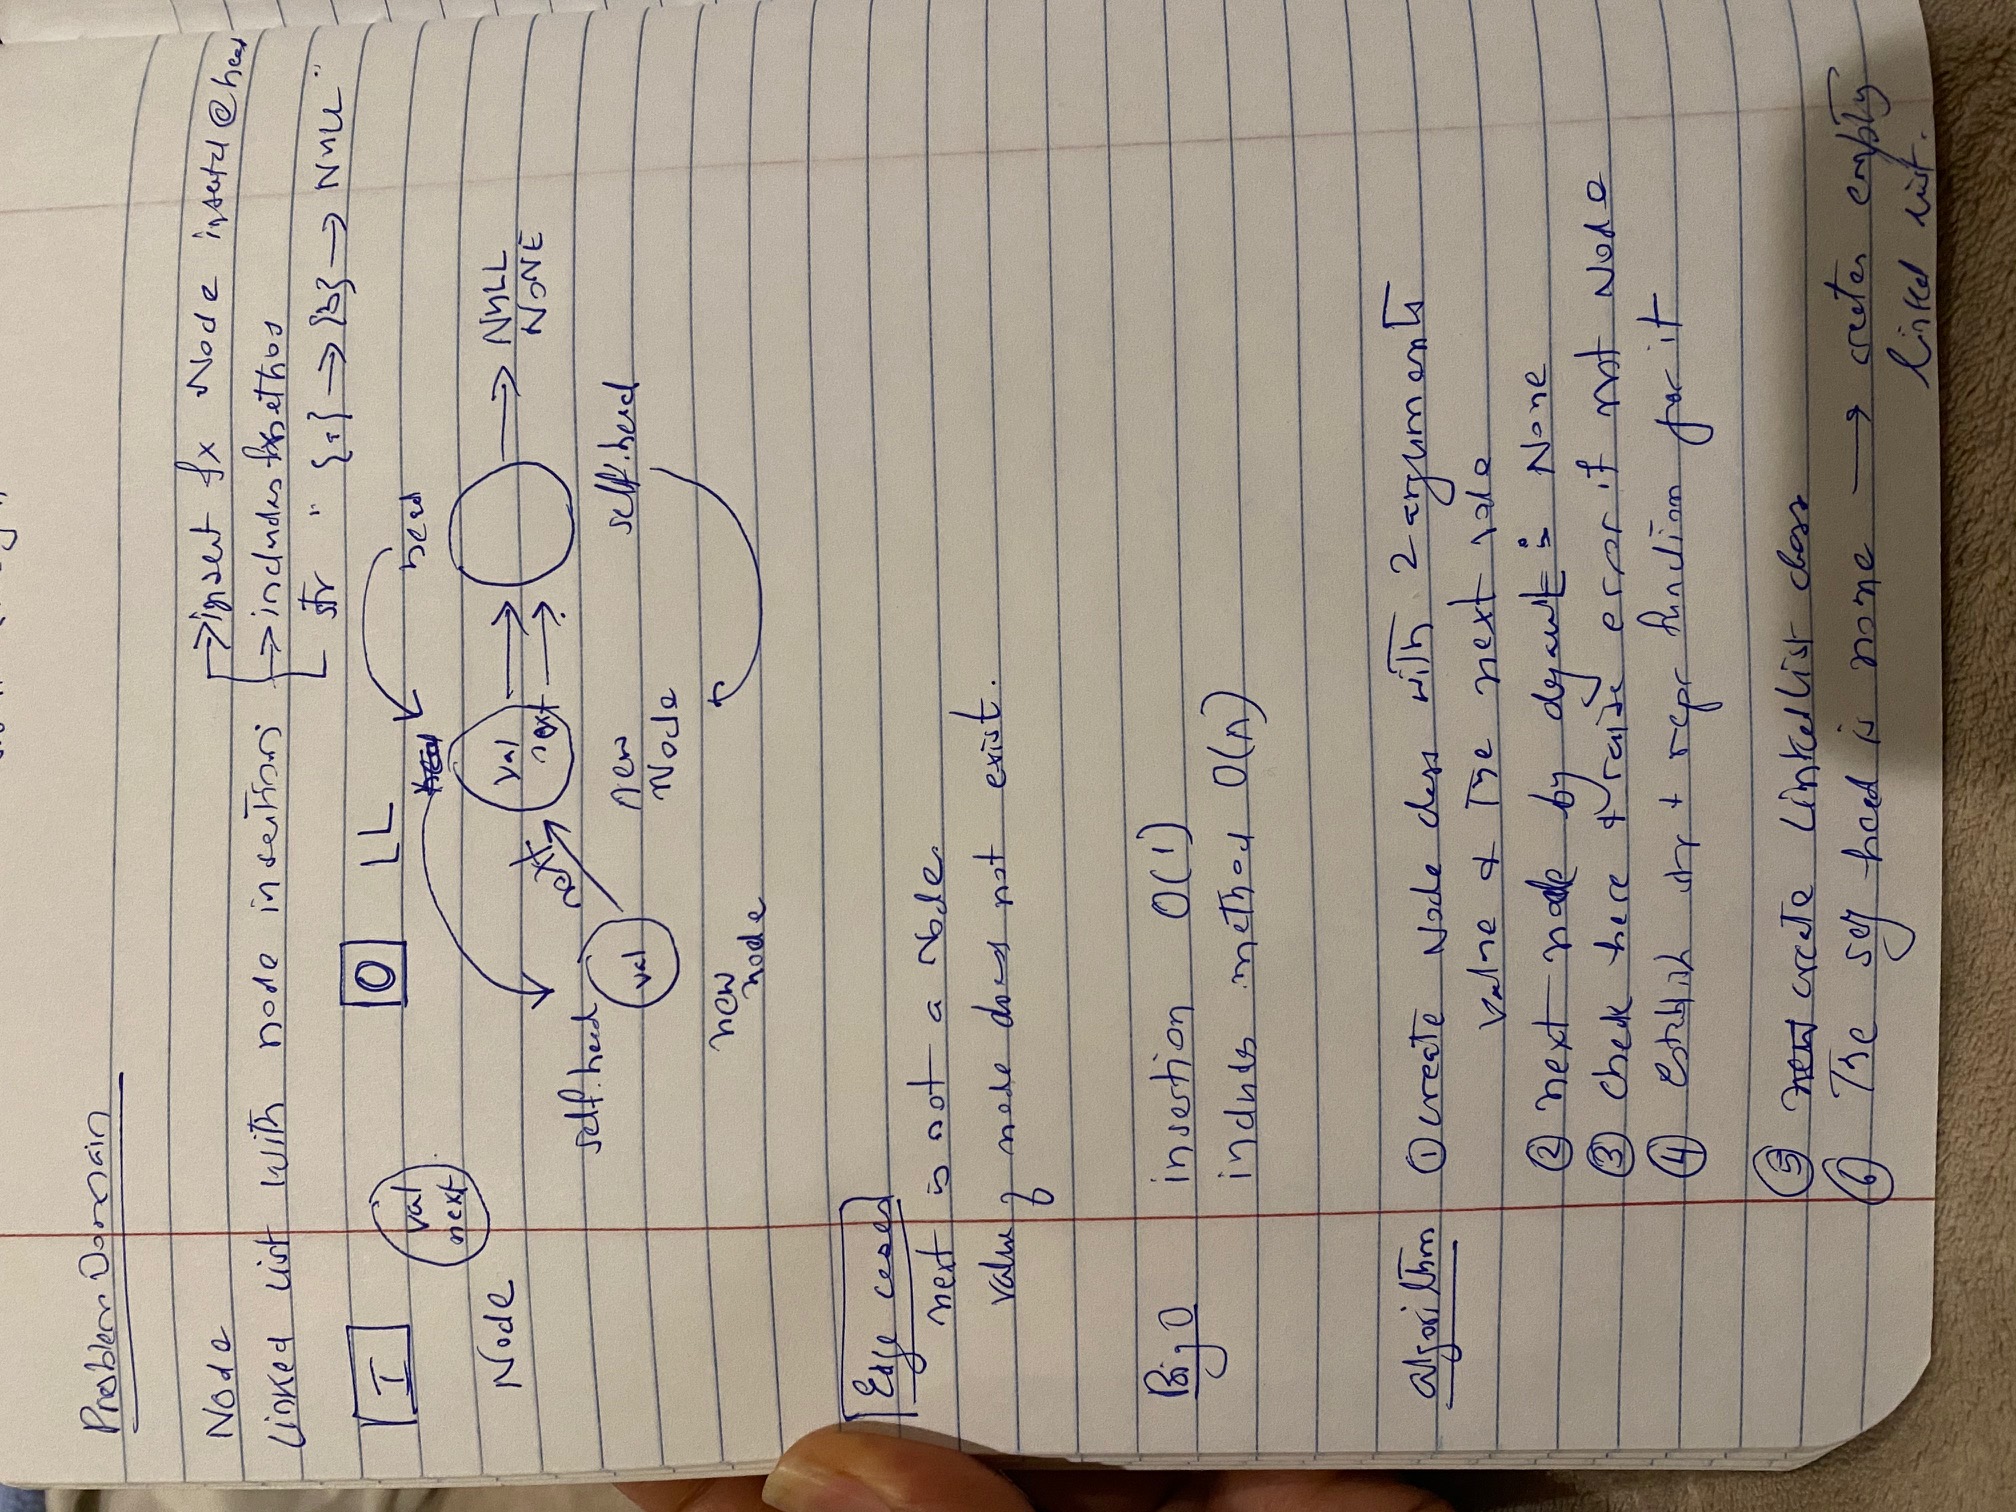 Problem Domain
Node
Linked List with node insertions
→ insert fx Node inserted @ head
→ includes
str " {a} → {b} → NULL "
I
val
next
Node
O LL
head
head
val
next
NULL
NONE
self.head
next
val
new
Node
self.head
new
node
Edge cases
next is not a Node
value of node does not exist.
Big O insertion O(1)
includes method O(n)
algorithm ① create Node class with 2 arguments
value & The next node
② next node by default is None
③ check here & raise error if not Node
④ Establish str + repr function for it
⑤ new create Linked list class
⑥ The self head is none → creates empty
linked list.